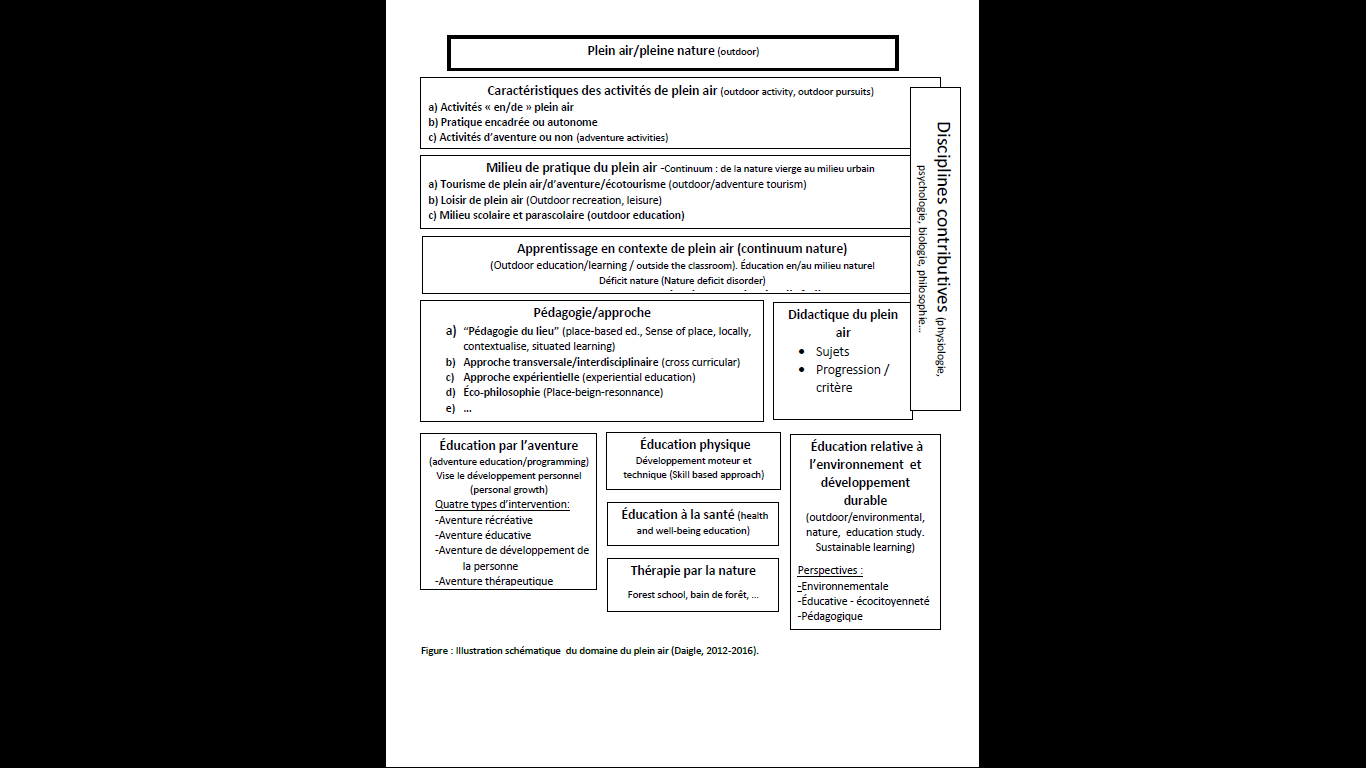 Plein air/pleine nature (outdoor)
Caractéristiques des activités de plein air (outdoor activity, outdoor pursuits)
a) Activités « en/de » plein air
b) Pratique encadrée ou autonome
c) Activités d’aventure ou non (adventure activities)
Milieu de pratique du plein air -Continuum : de la nature vierge au milieu urbain
a) Tourisme de plein air/d’aventure/écotourisme (outdoor/adventure tourism)
b) Loisir de plein air (Outdoor recreation, leisure)
c) Milieu scolaire et parascolaire (outdoor education)
Apprentissage en contexte de plein air (continuum nature)
(Outdoor education/learning / outside the classroom). Éducation en/au milieu naturel
Déficit nature (Nature deficit disorder)
Disciplines contributives (physiologie,
psychologie, biologie, philosophie...
Pédagogie/approche
a) “Pédagogie du lieu” (place-based ed., Sense of place, locally,
contextualise, situated learning)
b) Approche transversale/interdisciplinaire (cross curricular)
c) Approche expérientielle (experiential education)
d) Éco-philosophie (Place-beign-resonnance)
e) ...
Didactique du plein
air
• Sujets
• Progression /
critère
Éducation par l’aventure
(adventure education/programming)
Vise le développement personnel
(personal growth)
Quatre types d’intervention:
-Aventure récréative
-Aventure éducative
-Aventure de développement de
la personne
-Aventure thérapeutique
Éducation physique
Développement moteur et
technique (Skill based approach)
Éducation à la santé (health
and well-being education)
Thérapie par la nature
Forest school, bain de forêt, ...
Éducation relative à
l’environnement et
développement
durable
(outdoor/environmental,
nature, education study.
Sustainable learning)
Perspectives :
-Environnementale
-Éducative - écocitoyenneté
-Pédagogique
Figure : Illustration schématique du domaine du plein air (Daigle, 2012-2016).